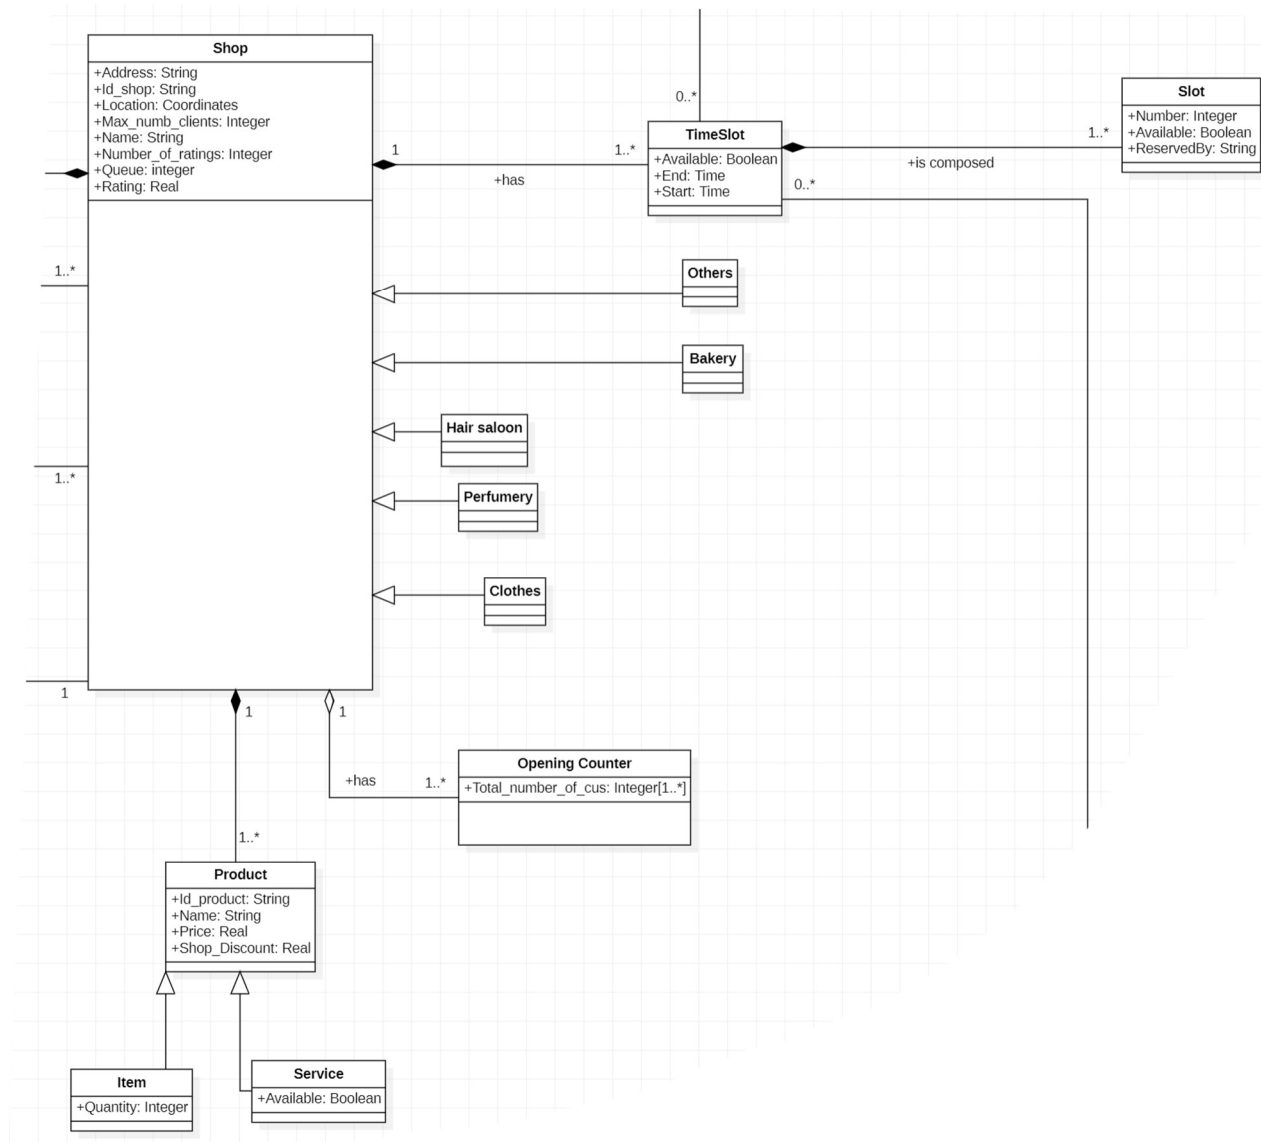 Shop
+Address: String
+Id_shop: String
+Location: Coordinates
+Max_numb_clients: Integer
+Name: String
+Number_of_ratings: Integer
+Queue: integer
+Rating: Real
1..*
1..*
1
1
1..*
+has
0..*
TimeSlot
+Available: Boolean
+End: Time
+Start: Time
0..*
1..*
+is composed
Slot
+Number: Integer
+Available: Boolean
+ReservedBy: String
Others
Bakery
Hair saloon
Perfumery
Clothes
1
1
+has
1..*
Opening Counter
+Total_number_of_cus: Integer[1..*]
1..*
Product
+Id_product: String
+Name: String
+Price: Real
+Shop_Discount: Real
Item
+Quantity: Integer
Service
+Available: Boolean